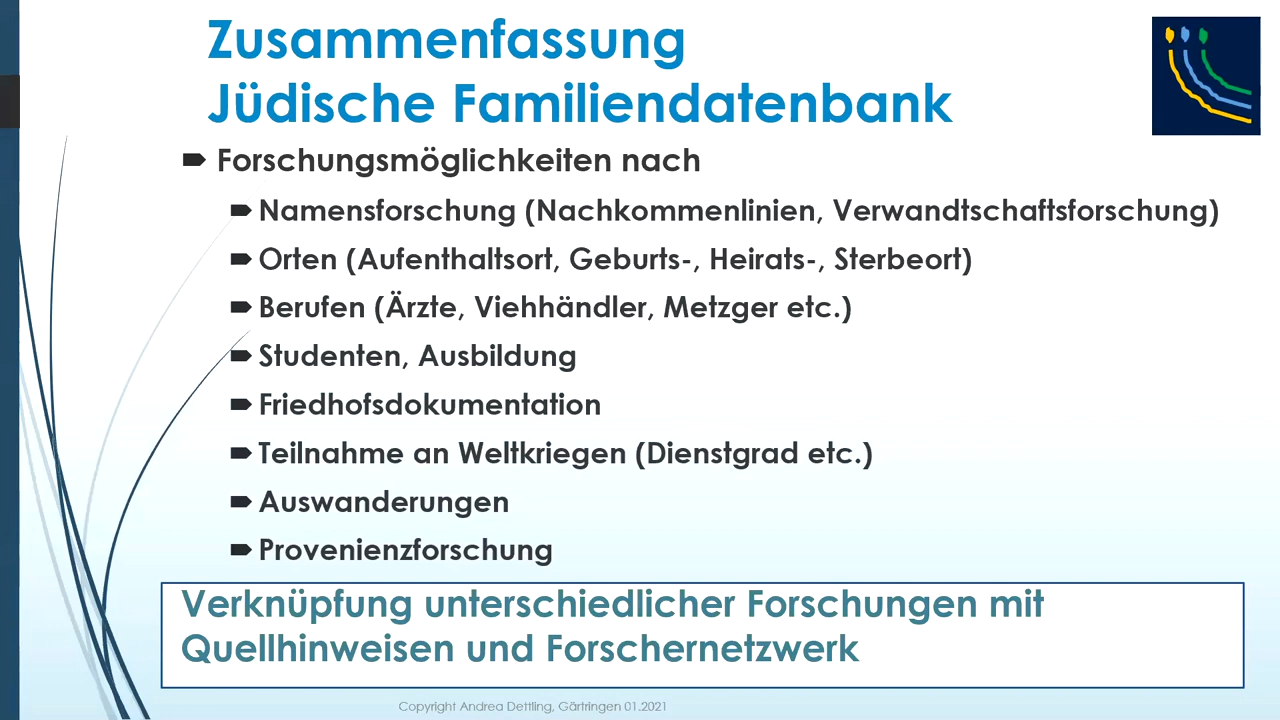 Zusammenfassung
Jüdische Familiendatenbank
Forschungsmöglichkeiten nach
Namensforschung (Nachkommenlinien, Verwandtschaftsforschung)
Orten (Aufenthaltsort, Geburts-, Heirats-, Sterbeort)
Berufen (Ärzte, Viehhändler, Metzger etc.)
Studenten, Ausbildung
Friedhofsdokumentation
Teilnahme an Weltkriegen (Dienstgrad etc.)
Auswanderungen
Provenienzforschung
Verknüpfung unterschiedlicher Forschungen mit
Quellhinweisen und Forschernetzwerk
Copyright Andrea Dettling, Gärtringen 01.2021